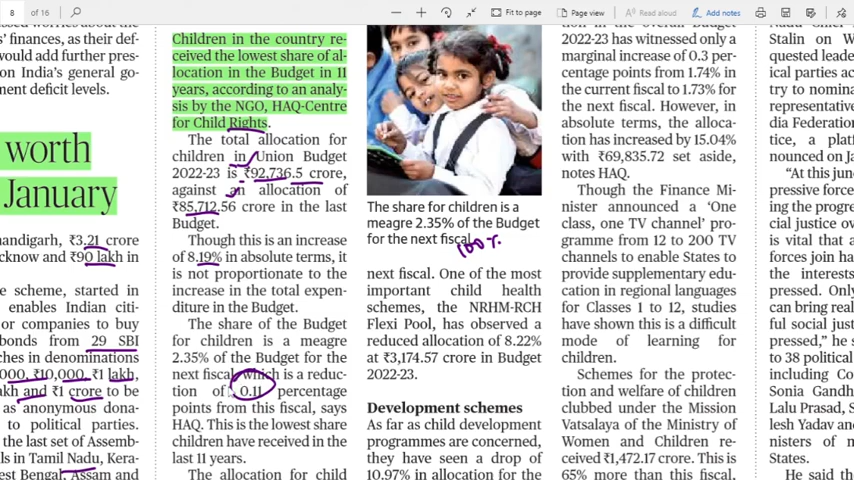 8 of 16
Fit to page
Page view
Read aloud
Add notes
s' finances, as their def-
would add further pres-
on India's general go-
ment deficit levels.
worth
January
andigarh, ₹3.21 crore
cknow and ₹90 lakh in
e scheme, started in
enables Indian citi-
or companies to buy
bonds from 29 SBI
ches in denominations
000, ₹10,000, ₹1 lakh,
akh and ₹1 crore to be
as anonymous dona-
to political parties.
the last set of Assemb-
ls in Tamil Nadu, Kera-
est Bengal, Assam and
Children in the country re-
ceived the lowest share of al-
location in the Budget in 11
years, according to an analy-
sis by the NGO, HAQ-Centre
for Child Rights.
The total allocation for
children in Union Budget
2022-23 is ₹92,736.5 crore,
against an allocation of
₹85,712.56 crore in the last
Budget.
Though this is an increase
of 8.19% in absolute terms, it
is not proportionate to the
increase in the total expen-
diture in the Budget.
The share of the Budget
for children is a meagre
2.35% of the Budget for the
next fiscal which is a reduc-
tion of 0.11 percentage
points from this fiscal, says
HAQ. This is the lowest share
children have received in the
last 11 years.
The allocation for child
The share for children is a
meagre 2.35% of the Budget
for the next fiscal
100%
next fiscal. One of the most
important child health
schemes, the NRHM-RCH
Flexi Pool, has observed a
reduced allocation of 8.22%
at ₹3,174.57 crore in Budget
2022-23.
Development schemes
As far as child development
programmes are concerned,
they have seen a drop of
10.97% in allocation for the
2022-23 has witnessed only a
marginal increase of 0.3 per-
centage points from 1.74% in
the current fiscal to 1.73% for
the next fiscal. However, in
absolute terms, the alloca-
tion has increased by 15.04%
with ₹69,835.72 set aside,
notes HAQ.
Though the Finance Mi-
nister announced a 'One
class, one TV channel' pro-
gramme from 12 to 200 TV
channels to enable States to
provide supplementary edu-
cation in regional languages
for Classes 1 to 12, studies
have shown this is a difficult
mode of learning for
children.
Schemes for the protec-
tion and welfare of children
clubbed under the Mission
Vatsalaya of the Ministry of
Women and Children re-
ceived ₹1,472.17 crore. This is
65% more than this fiscal,
Stalin on W
quested leade
ical parties ac
try to nomina
representative
dia Federation
tice, a platf
nounced on Ja
"At this jun
pressive force
ing the progre
cial justice ov
is vital that a
forces join ha
the interests
pressed. Only
can bring real
ful social just
pressed," he s
to 38 political
including Co
Sonia Gandhi
Lalu Prasad, S
lesh Yadav and
nisters of m
States.
He said the